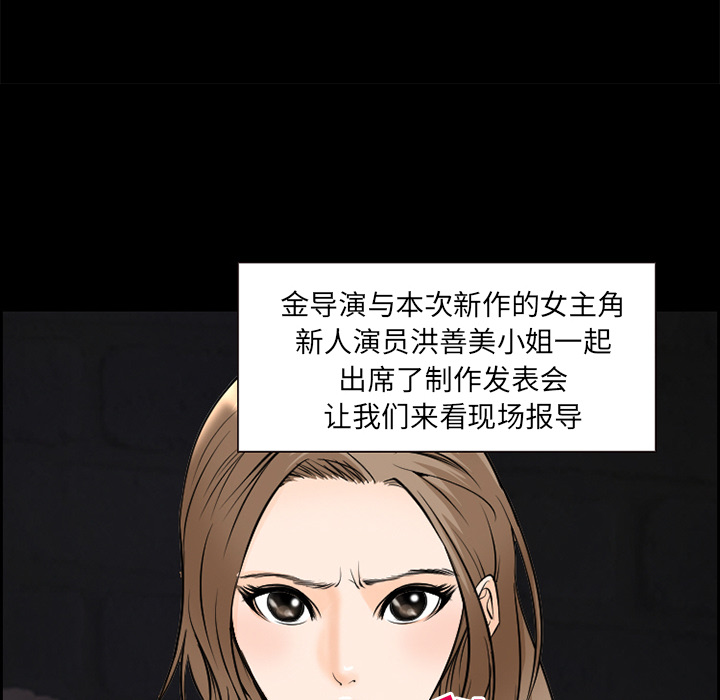 金导演与本次新作的女主角
新人演员洪善美小姐一起
出席了制作发表会
让我们来看现场报导